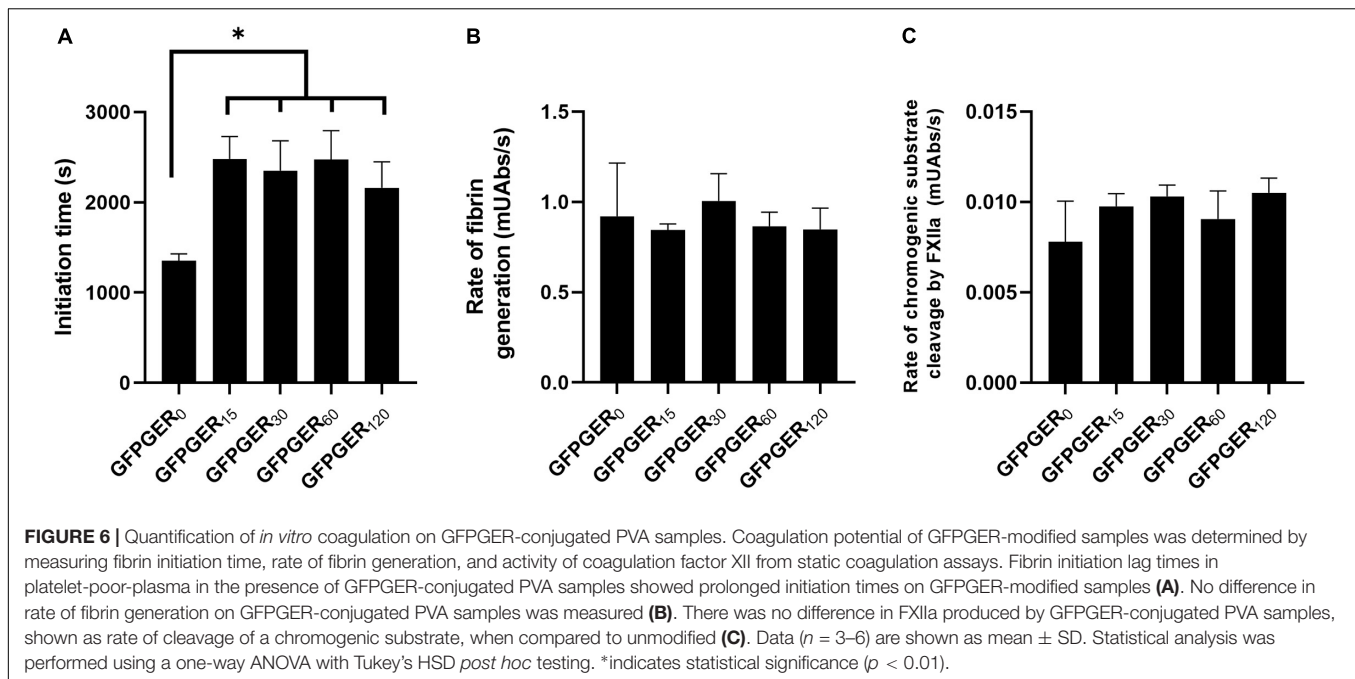 A
*
Initiation time (s)
3000
2000
1000
0
GFPGER0
GFPGER15
GFPGER30
GFPGER60
GFPGER120
B
Rate of fibrin
generation (mUAbs/s)
1.5
1.0
0.5
0.0
GFPGER0
GFPGER15
GFPGER30
GFPGER60
GFPGER120
C
Rate of chromogenic substrate
cleavage by FXIIa (mUAbs/s)
0.015
0.010
0.005
0.000
GFPGER0
GFPGER15
GFPGER30
GFPGER60
GFPGER120
FIGURE 6 | Quantification of in vitro coagulation on GFPGER-conjugated PVA samples. Coagulation potential of GFPGER-modified samples was determined by
measuring fibrin initiation time, rate of fibrin generation, and activity of coagulation factor XII from static coagulation assays. Fibrin initiation lag times in
platelet-poor-plasma in the presence of GFPGER-conjugated PVA samples showed prolonged initiation times on GFPGER-modified samples (A). No difference in
rate of fibrin generation on GFPGER-conjugated PVA samples was measured (B). There was no difference in FXIIa produced by GFPGER-conjugated PVA samples,
shown as rate of cleavage of a chromogenic substrate, when compared to unmodified (C). Data (n = 3–6) are shown as mean ± SD. Statistical analysis was
performed using a one-way ANOVA with Tukey's HSD post hoc testing. *indicates statistical significance (p < 0.01).